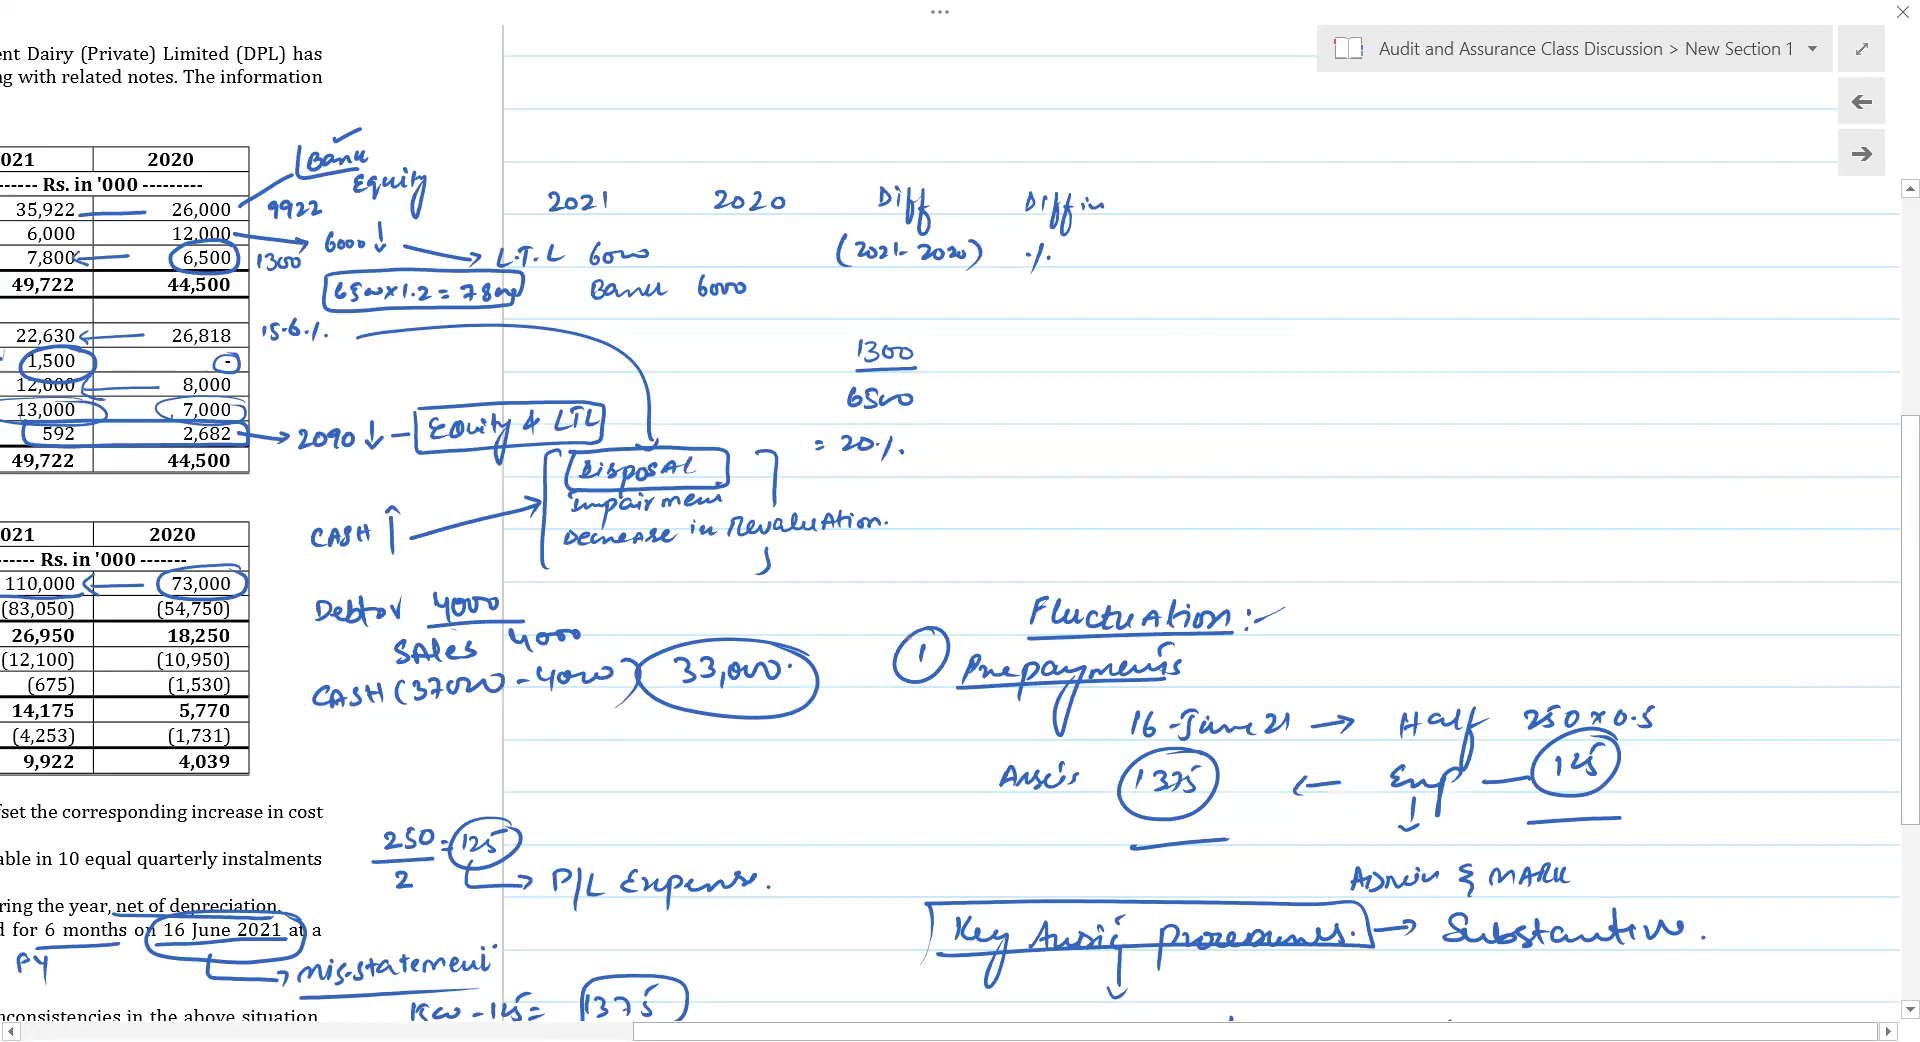 Audit and Assurance Class Discussion > New Section 1
ent Dairy (Private) Limited (DPL) has
ng with related notes. The information
021 2020
------ Rs. in '000 ---------
35,922 26,000
6,000 12,000
7,800 6,500
49,722 44,500
22,630 26,818
1,500 -
12,000 8,000
13,000 7,000
592 2,682
49,722 44,500
021 2020
------ Rs. in '000 -------
110,000 73,000
(83,050) (54,750)
26,950 18,250
(12,100) (10,950)
(675) (1,530)
14,175 5,770
(4,253) (1,731)
9,922 4,039
fset the corresponding increase in cost
able in 10 equal quarterly instalments
ring the year, net of depreciation.
d for 6 months on 16 June 2021 at a
nconsistencies in the above situation
Bank
Equity
9922
6000 ↓ → L.T.L 6000
Bank 6000
1300
6500 x 1.2 = 7800
15.6 %
2090 ↓ - Equity & LTL
Disposal
Impairment
Decrease in Revaluation.
CASH ↑
Debtor 4000
SALES 4000
CASH (37000 - 4000) 33,000.
250 = 125
2
→ P/L Expense.
PY
→ Mis-statement
- 125 = 1375
2021 2020 Diff Diff in
(2021 - 2020) %
1300
6500
= 20 %
Fluctuation :-
1 Prepayments
16 - June 21 → Half 250 x 0.5
Assets 1375 ← Exp - 125
Admin & MARK
Key Audit procedures. → Substantive.